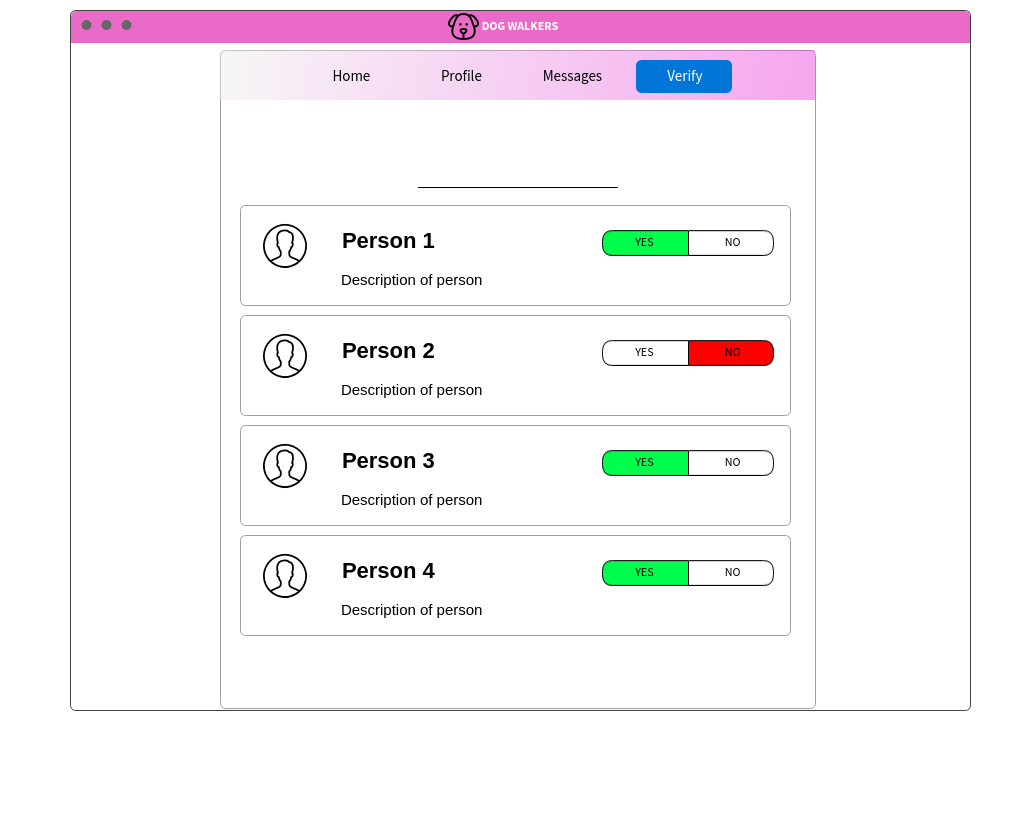 DOG WALKERS
Home Profile Messages Verify
Person 1
YES NO
Description of person
Person 2
YES NO
Description of person
Person 3
YES NO
Description of person
Person 4
YES NO
Description of person